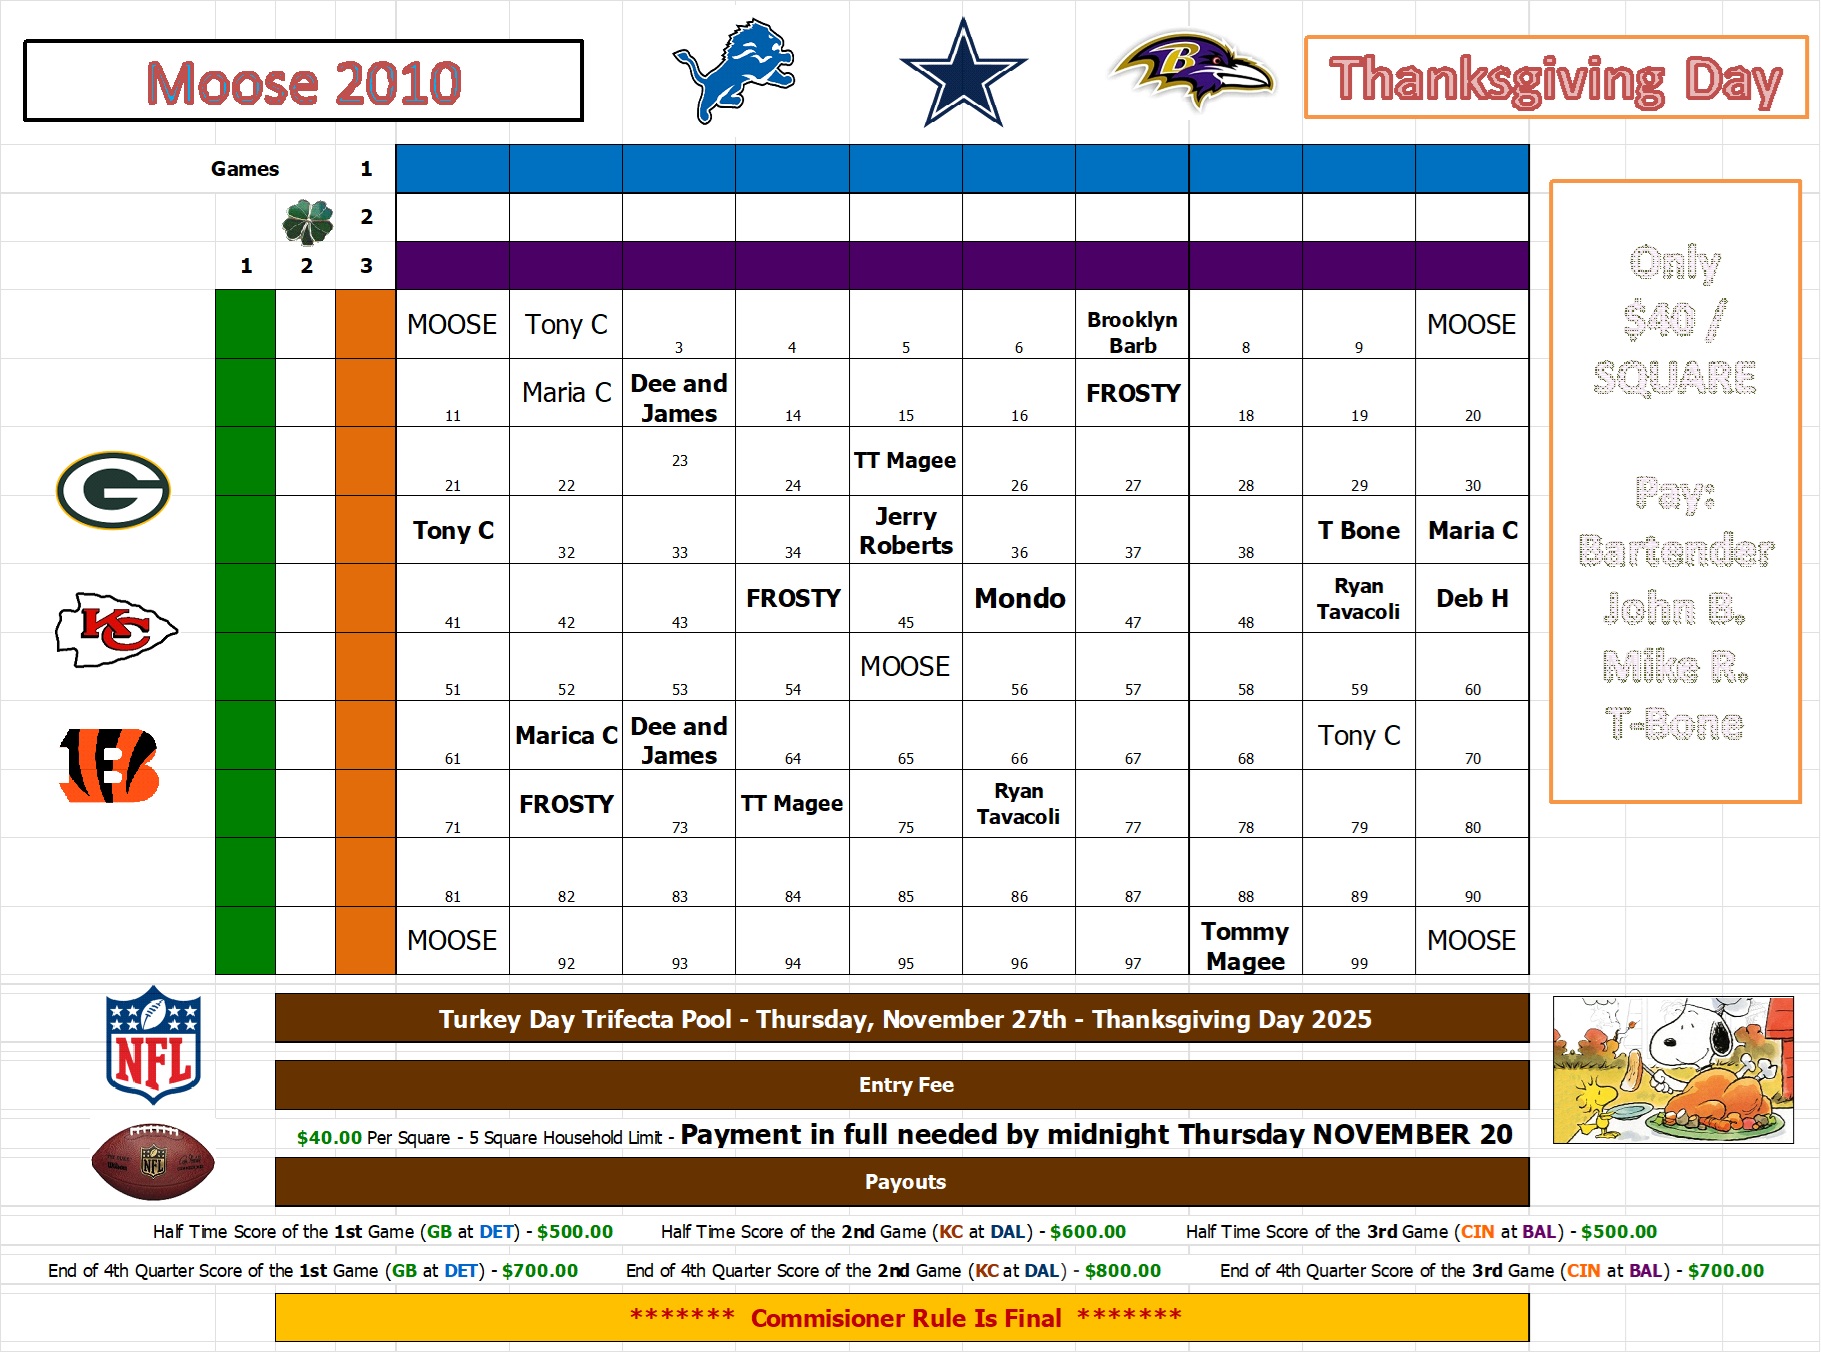 Moose 2010
Thanksgiving Day
Games 1
2
1 2 3
MOOSE Tony C 3 4 5 6 Brooklyn Barb 8 9 MOOSE
11 Maria C Dee and James 14 15 16 FROSTY 18 19 20
21 22 23 24 TT Magee 26 27 28 29 30
Tony C 32 33 34 Jerry Roberts 36 37 38 T Bone Maria C
41 42 43 FROSTY 45 Mondo 47 48 Ryan Tavacoli Deb H
51 52 53 54 MOOSE 56 57 58 59 60
61 Marica C Dee and James 64 65 66 67 68 Tony C 70
71 FROSTY 73 TT Magee 75 Ryan Tavacoli 77 78 79 80
81 82 83 84 85 86 87 88 89 90
MOOSE 92 93 94 95 96 97 Tommy Magee 99 MOOSE
Only
$40 /
SQUARE
Pay:
Bartender
John B.
Mike R.
T-Bone
G
KC
B
B
NFL
NFL
Turkey Day Trifecta Pool - Thursday, November 27th - Thanksgiving Day 2025
Entry Fee
$40.00 Per Square - 5 Square Household Limit - Payment in full needed by midnight Thursday NOVEMBER 20
Payouts
Half Time Score of the 1st Game (GB at DET) - $500.00 Half Time Score of the 2nd Game (KC at DAL) - $600.00 Half Time Score of the 3rd Game (CIN at BAL) - $500.00
End of 4th Quarter Score of the 1st Game (GB at DET) - $700.00 End of 4th Quarter Score of the 2nd Game (KC at DAL) - $800.00 End of 4th Quarter Score of the 3rd Game (CIN at BAL) - $700.00
******* Commisioner Rule Is Final *******